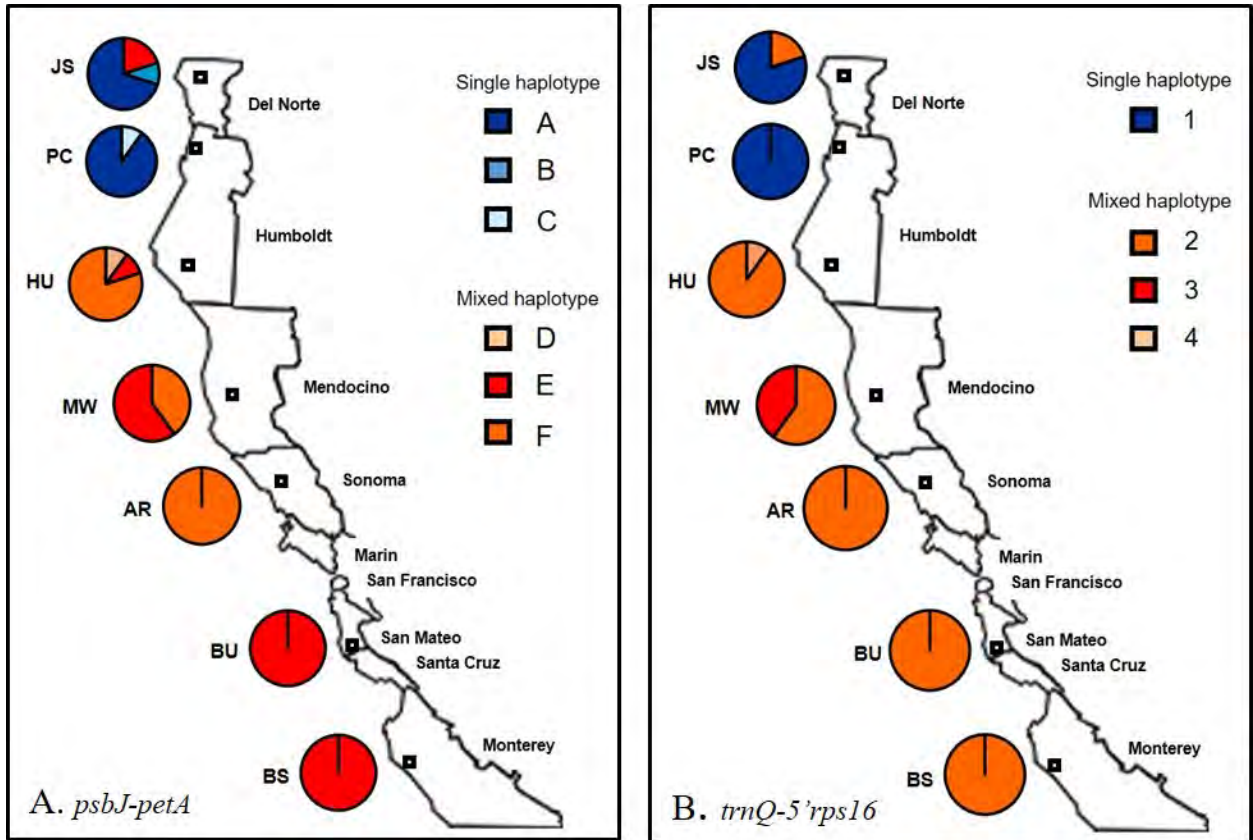 JS
Del Norte
PC
Humboldt
HU
Mendocino
MW
Sonoma
AR
Marin
San Francisco
BU
San Mateo
Santa Cruz
BS
Monterey
Single haplotype
A
B
C
Mixed haplotype
D
E
F
A. psbJ-petA
JS
Del Norte
PC
Humboldt
HU
Mendocino
MW
Sonoma
AR
Marin
San Francisco
BU
San Mateo
Santa Cruz
BS
Monterey
Single haplotype
1
Mixed haplotype
2
3
4
B. trnQ-5’rps16